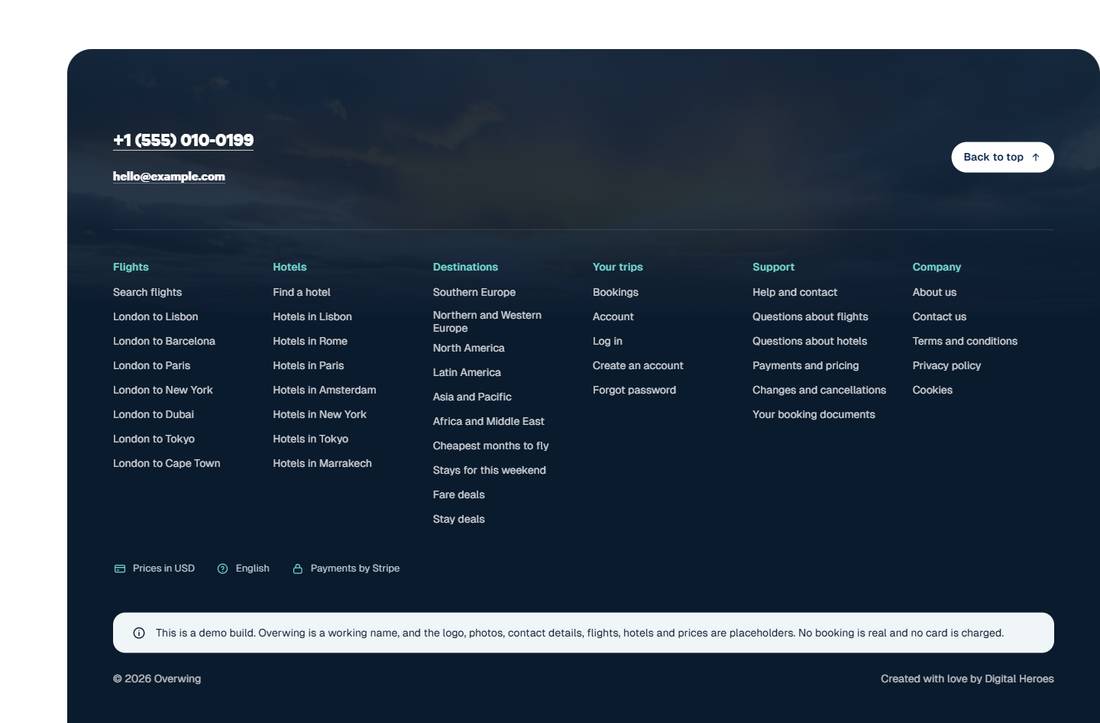 +1 (555) 010-0199
hello@example.com
Back to top ↑
Flights
Search flights
London to Lisbon
London to Barcelona
London to Paris
London to New York
London to Dubai
London to Tokyo
London to Cape Town
Hotels
Find a hotel
Hotels in Lisbon
Hotels in Rome
Hotels in Paris
Hotels in Amsterdam
Hotels in New York
Hotels in Tokyo
Hotels in Marrakech
Destinations
Southern Europe
Northern and Western
Europe
North America
Latin America
Asia and Pacific
Africa and Middle East
Cheapest months to fly
Stays for this weekend
Fare deals
Stay deals
Your trips
Bookings
Account
Log in
Create an account
Forgot password
Support
Help and contact
Questions about flights
Questions about hotels
Payments and pricing
Changes and cancellations
Your booking documents
Company
About us
Contact us
Terms and conditions
Privacy policy
Cookies
Prices in USD
English
Payments by Stripe
This is a demo build. Overwing is a working name, and the logo, photos, contact details, flights, hotels and prices are placeholders. No booking is real and no card is charged.
© 2026 Overwing
Created with love by Digital Heroes